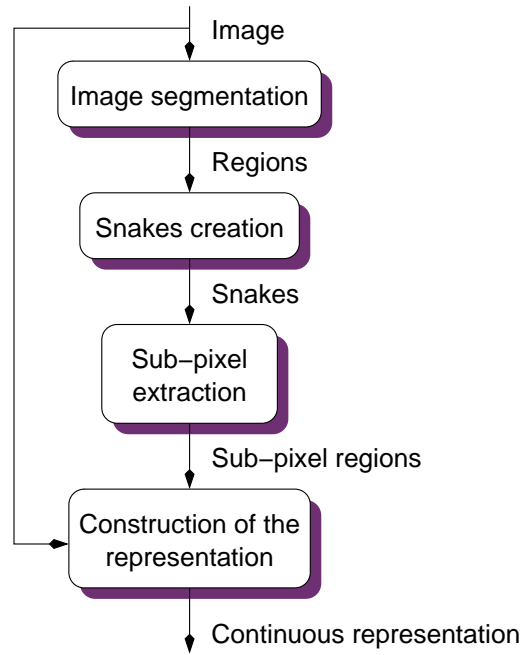 Image
Image segmentation
Regions
Snakes creation
Snakes
Sub−pixel
extraction
Sub−pixel regions
Construction of the
representation
Continuous representation